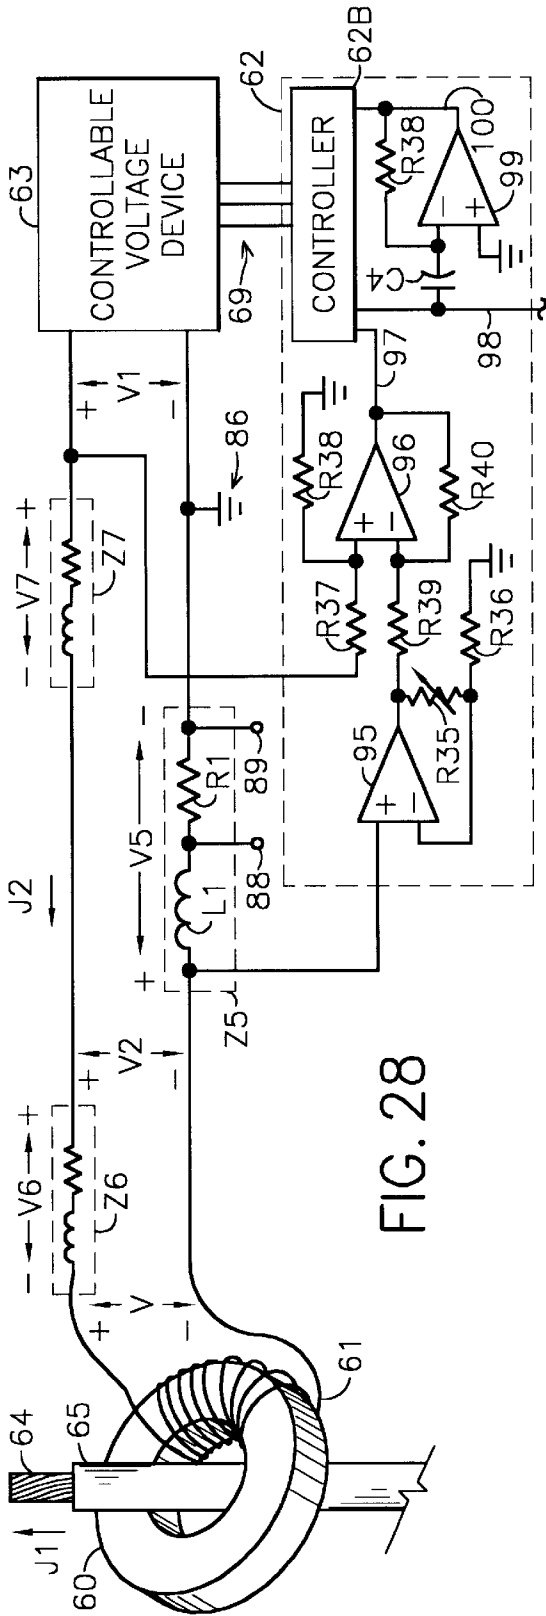 63
CONTROLLABLE
VOLTAGE
DEVICE
+
V1
−
69
62
62B
CONTROLLER
R38
100
−
+
99
C4
98
97
86
R38
+
−
96
R40
R37
R39
R36
R35
95
+
−
− V7 +
Z7
J2
+ V5 −
R1
L1
89
88
Z5
+
V2
−
− V6 +
Z6
+
V
−
64
65
J1
60
61
FIG. 28